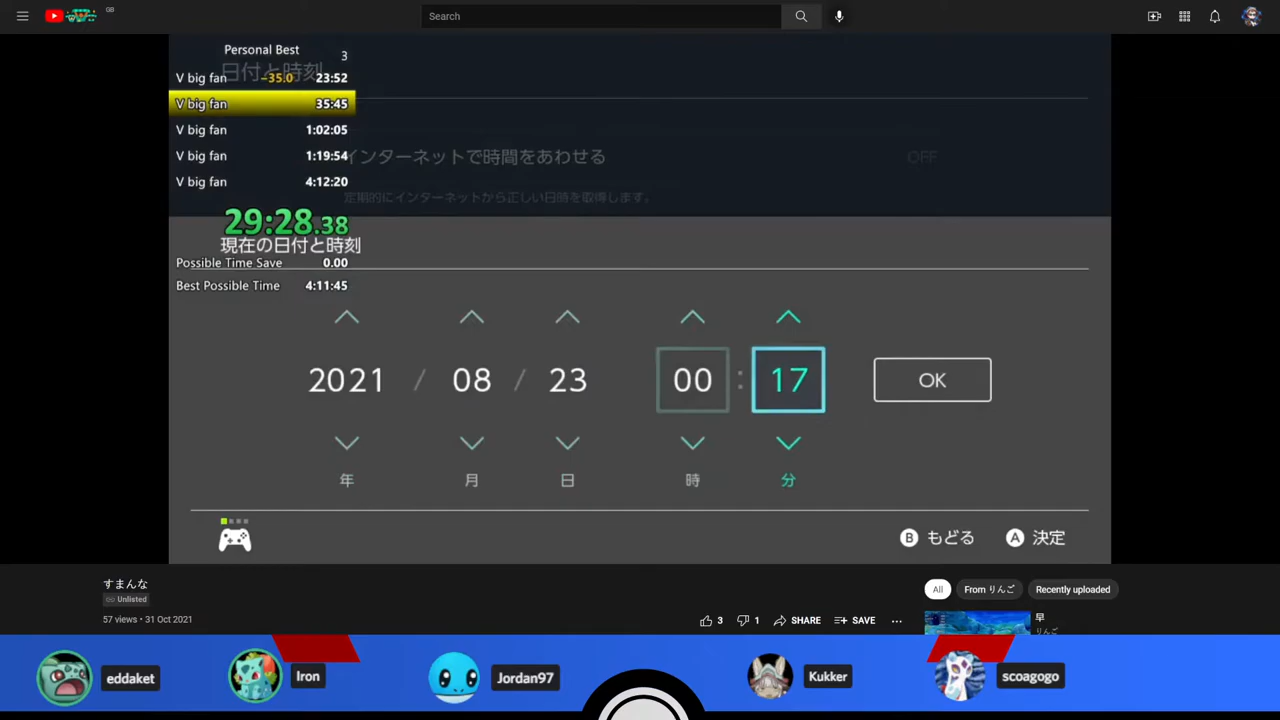 GB
Search
Personal Best
3
日付と時刻
V big fan -35.0 23:52
V big fan 35:45
V big fan 1:02:05
インターネットで時間をあわせる OFF
V big fan 1:19:54
V big fan 4:12:20
定期的にインターネットから正しい日時を取得します。
29:28.38
現在の日付と時刻
Possible Time Save 0.00
Best Possible Time 4:11:45
2021 / 08 / 23 00 : 17 OK
年 月 日 時 分
B もどる A 決定
すまんな
Unlisted
57 views • 31 Oct 2021
3 1 SHARE SAVE
All From りんご Recently uploaded
早
りんご
eddaket Iron Jordan97 Kukker scoagogo